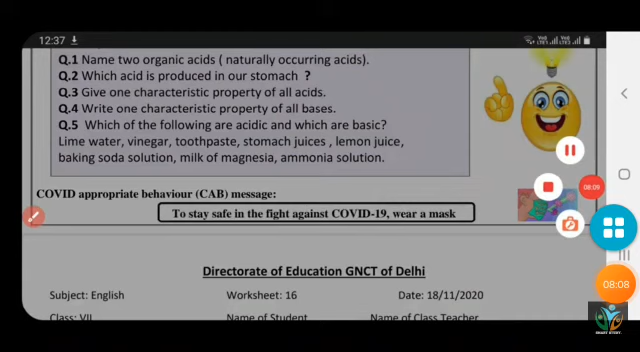 12:37
Q.1 Name two organic acids ( naturally occurring acids).
Q.2 Which acid is produced in our stomach ?
Q.3 Give one characteristic property of all acids.
Q.4 Write one characteristic property of all bases.
Q.5 Which of the following are acidic and which are basic?
Lime water, vinegar, toothpaste, stomach juices , lemon juice,
baking soda solution, milk of magnesia, ammonia solution.
COVID appropriate behaviour (CAB) message:
To stay safe in the fight against COVID-19, wear a mask
08:09
Directorate of Education GNCT of Delhi
08:08
Subject: English Worksheet: 16 Date: 18/11/2020
Class: VII Name of Student Name of Class Teacher